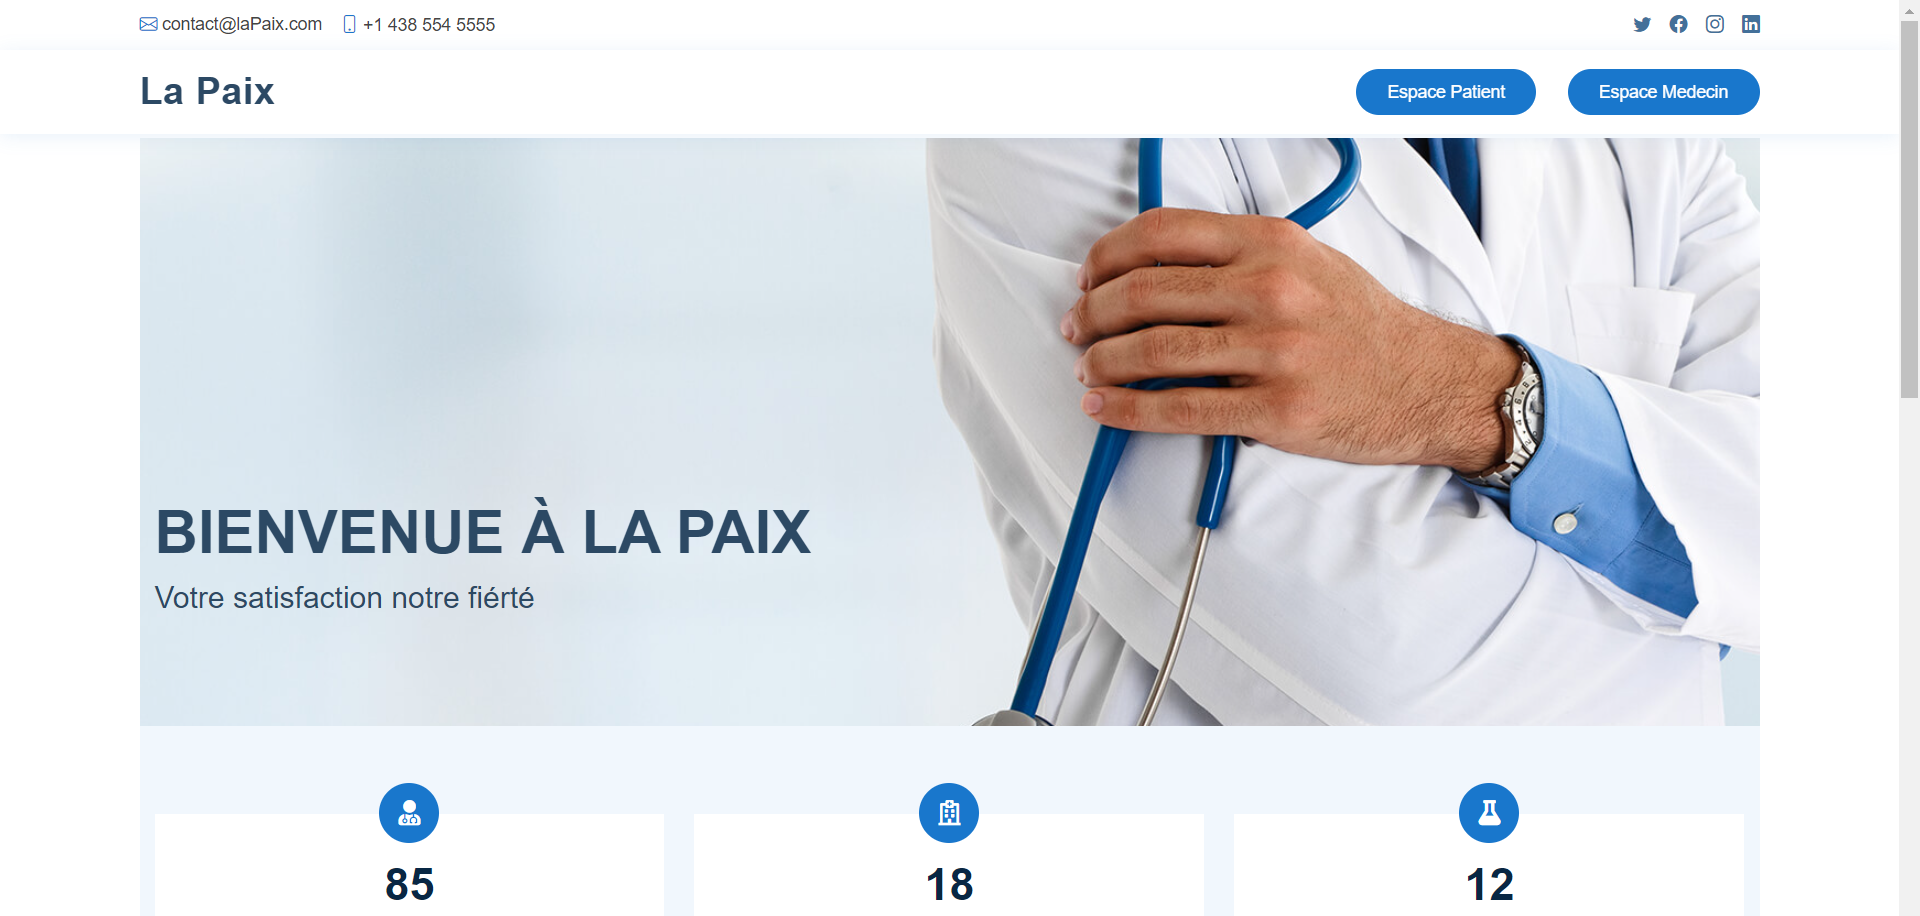 contact@laPaix.com +1 438 554 5555
La Paix
Espace Patient
Espace Medecin
BIENVENUE À LA PAIX
Votre satisfaction notre fiérté
85
18
12